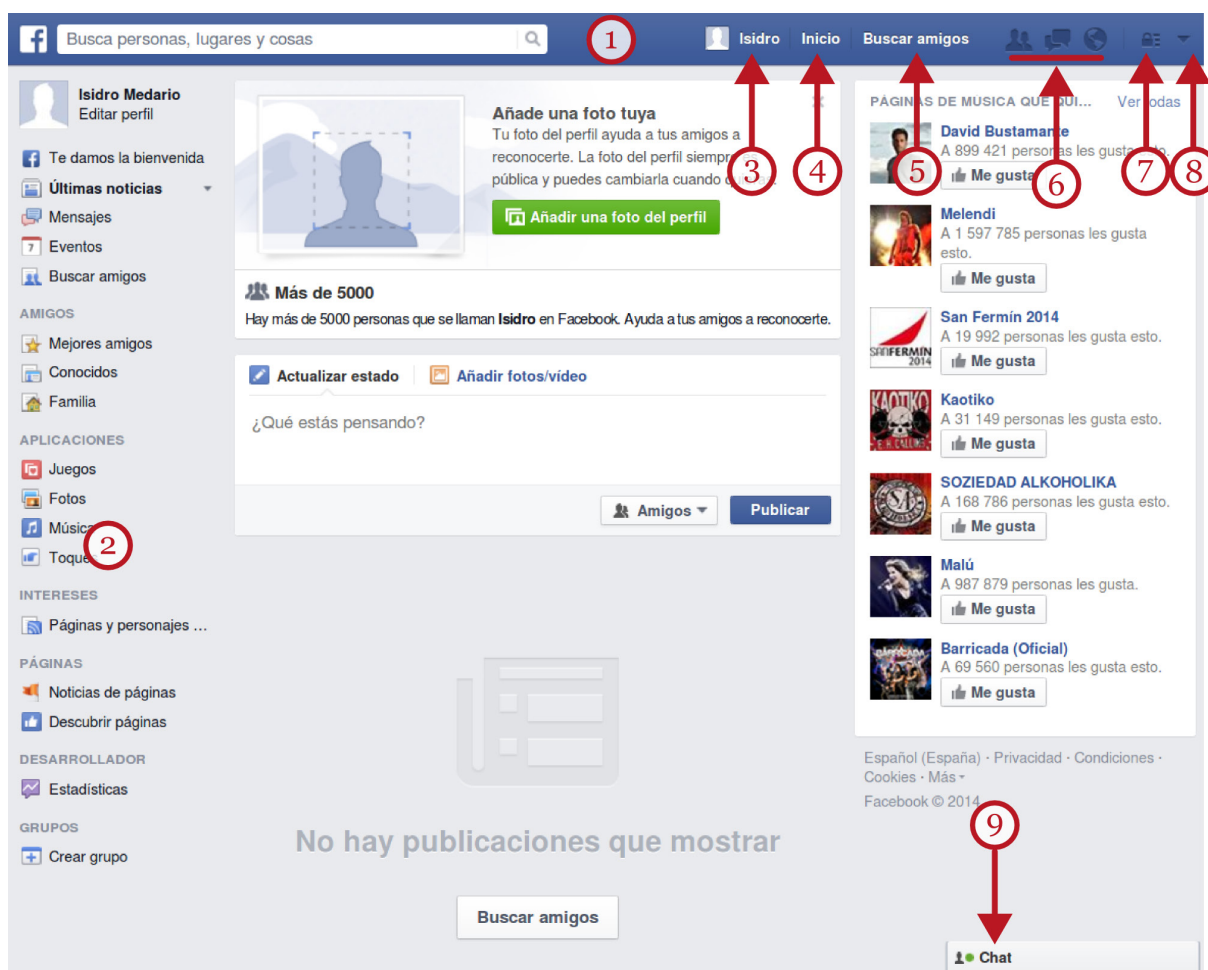 f Busca personas, lugares y cosas 1 Isidro Inicio Buscar amigos
Isidro Medario
Editar perfil
Te damos la bienvenida
Últimas noticias
Mensajes
7 Eventos
Buscar amigos
AMIGOS
Mejores amigos
Conocidos
Familia
APLICACIONES
Juegos
Fotos
Música
2
INTERESES
Páginas y personajes ...
PÁGINAS
Noticias de páginas
Descubrir páginas
DESARROLLADOR
Estadísticas
GRUPOS
Crear grupo
Añade una foto tuya
Tu foto del perfil ayuda a tus amigos a
reconocerte. La foto del perfil siempre
pública y puedes cambiarla cuando
Añadir una foto del perfil
Más de 5000
Hay más de 5000 personas que se llaman Isidro en Facebook. Ayuda a tus amigos a reconocerte.
Actualizar estado Añadir fotos/vídeo
¿Qué estás pensando?
Amigos Publicar
No hay publicaciones que mostrar
Buscar amigos
3 4 5 6 7 8
PÁGINAS DE MÚSICA QUE QUI... Ver todas
David Bustamante
A 899 421 personas les gusta esto.
Me gusta
Melendi
A 1 597 785 personas les gusta
esto.
Me gusta
SANFERMIN
2014
San Fermín 2014
A 19 992 personas les gusta esto.
Me gusta
KAOTIKO
Kaotiko
A 31 149 personas les gusta esto.
Me gusta
SOZIEDAD ALKOHOLIKA
A 168 786 personas les gusta esto.
Me gusta
Malú
A 987 879 personas les gusta.
Me gusta
Barricada (Oficial)
A 69 560 personas les gusta esto.
Me gusta
Español (España) · Privacidad · Condiciones ·
Cookies · Más
Facebook © 2014
9
Chat